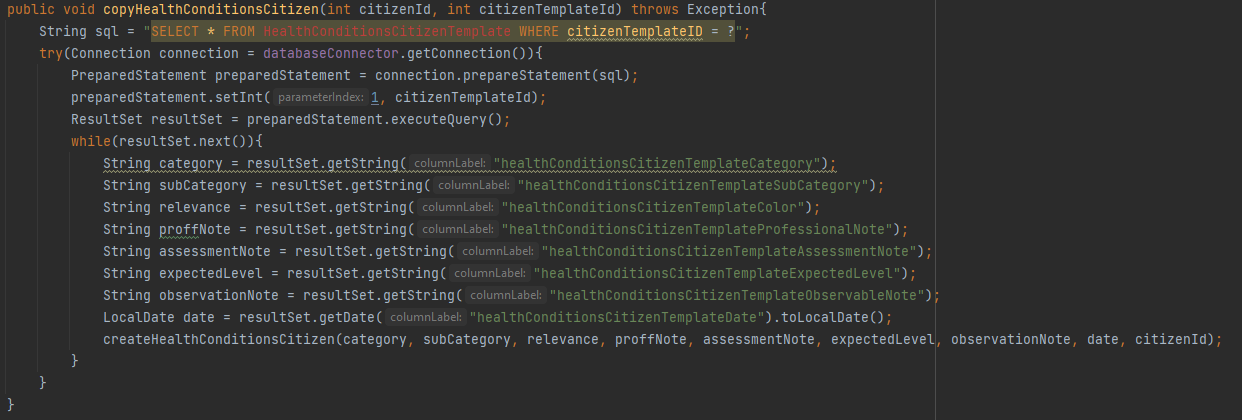 public void copyHealthConditionsCitizen(int citizenId, int citizenTemplateId) throws Exception{
String sql = "SELECT * FROM HealthConditionsCitizenTemplate WHERE citizenTemplateID = ?";
try(Connection connection = databaseConnector.getConnection()){
PreparedStatement preparedStatement = connection.prepareStatement(sql);
preparedStatement.setInt( parameterIndex: 1, citizenTemplateId);
ResultSet resultSet = preparedStatement.executeQuery();
while(resultSet.next()){
String category = resultSet.getString( columnLabel: "healthConditionsCitizenTemplateCategory");
String subCategory = resultSet.getString( columnLabel: "healthConditionsCitizenTemplateSubCategory");
String relevance = resultSet.getString( columnLabel: "healthConditionsCitizenTemplateColor");
String proffNote = resultSet.getString( columnLabel: "healthConditionsCitizenTemplateProfessionalNote");
String assessmentNote = resultSet.getString( columnLabel: "healthConditionsCitizenTemplateAssessmentNote");
String expectedLevel = resultSet.getString( columnLabel: "healthConditionsCitizenTemplateExpectedLevel");
String observationNote = resultSet.getString( columnLabel: "healthConditionsCitizenTemplateObservableNote");
LocalDate date = resultSet.getDate( columnLabel: "healthConditionsCitizenTemplateDate").toLocalDate();
createHealthConditionsCitizen(category, subCategory, relevance, proffNote, assessmentNote, expectedLevel, observationNote, date, citizenId);
}
}
}